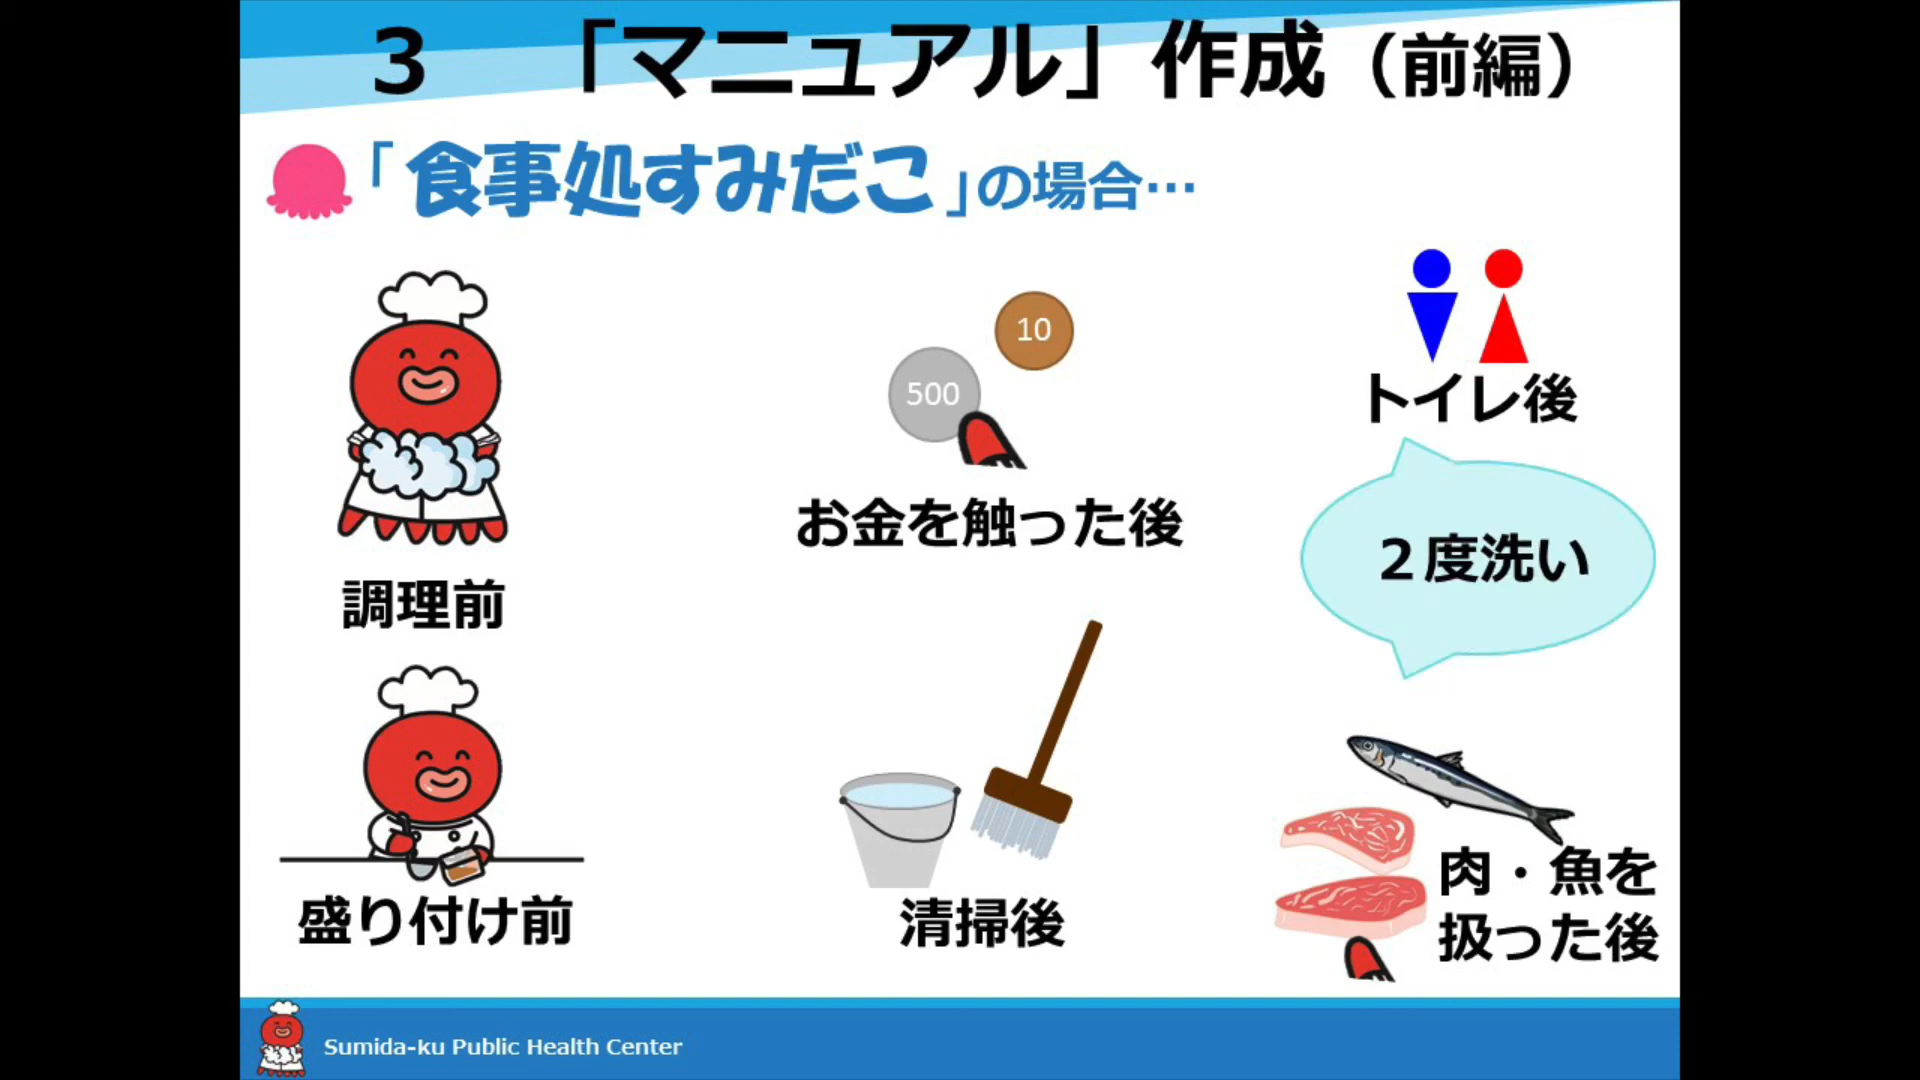 3 「マニュアル」作成（前編）
「食事処すみだこ」の場合…
10
500
調理前
お金を触った後
トイレ後
２度洗い
盛り付け前
清掃後
肉・魚を
扱った後
Sumida-ku Public Health Center